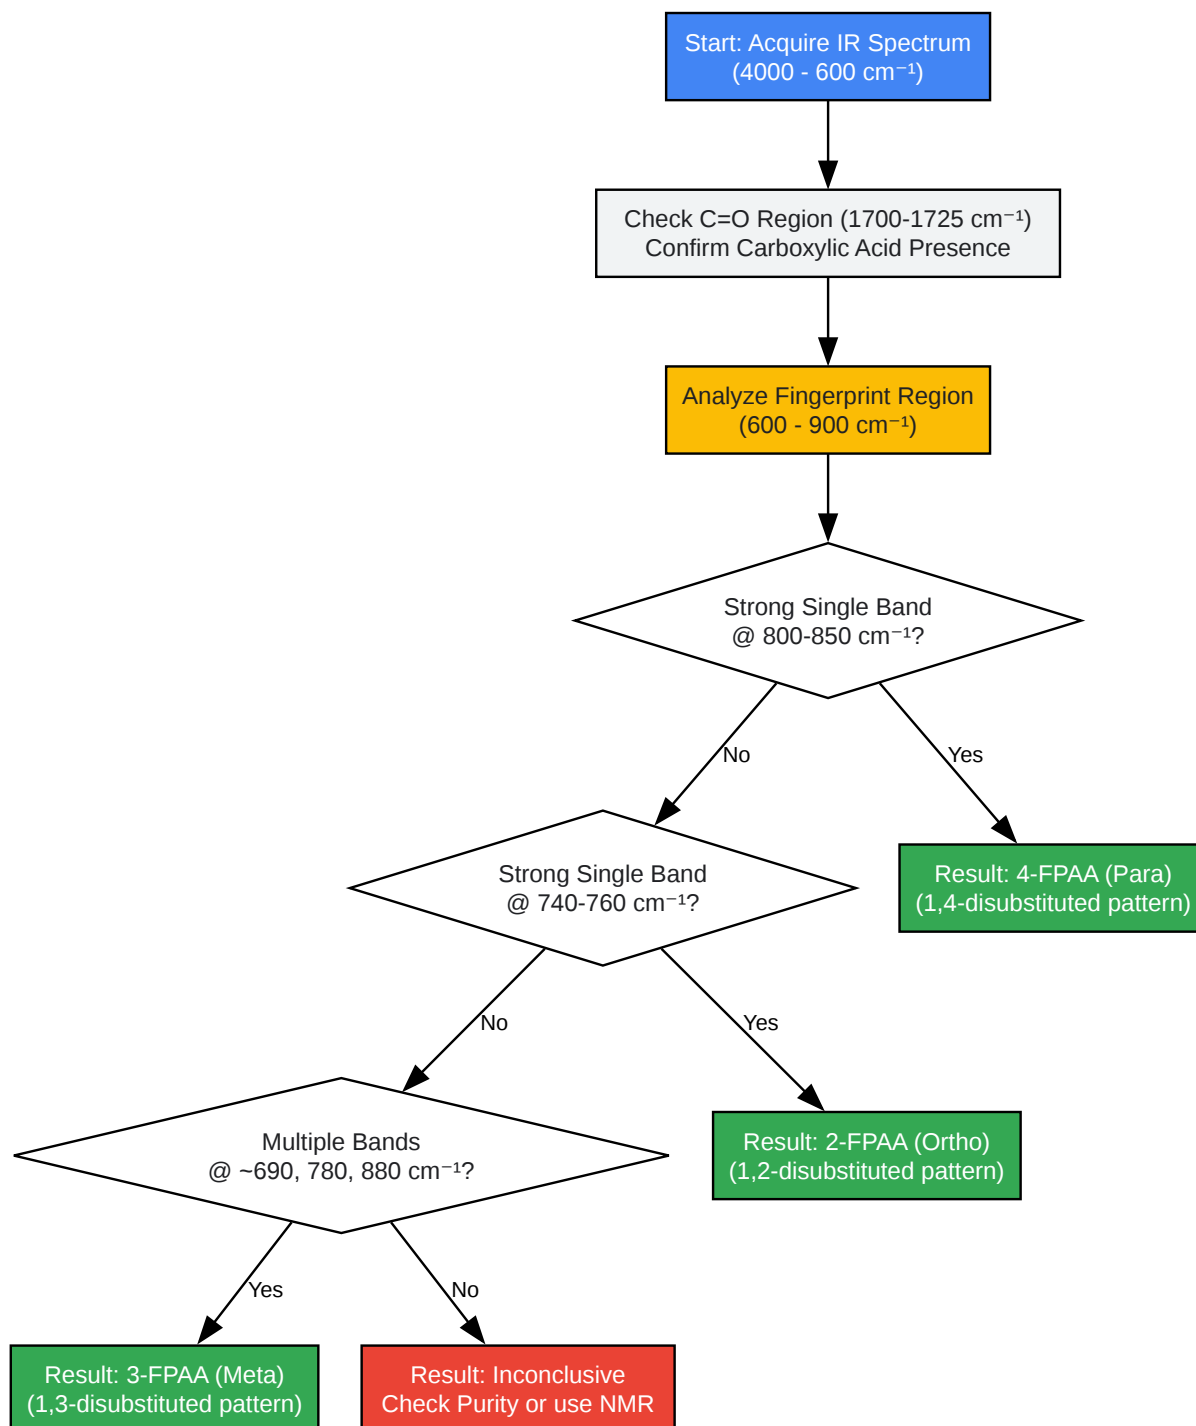 Start: Acquire IR Spectrum
(4000 - 600 cm⁻¹)
Check C=O Region (1700-1725 cm⁻¹)
Confirm Carboxylic Acid Presence
Analyze Fingerprint Region
(600 - 900 cm⁻¹)
Strong Single Band
@ 800-850 cm⁻¹?
No
Yes
Strong Single Band
@ 740-760 cm⁻¹?
Result: 4-FPAA (Para)
(1,4-disubstituted pattern)
No
Yes
Multiple Bands
@ ~690, 780, 880 cm⁻¹?
Result: 2-FPAA (Ortho)
(1,2-disubstituted pattern)
Yes
No
Result: 3-FPAA (Meta)
(1,3-disubstituted pattern)
Result: Inconclusive
Check Purity or use NMR